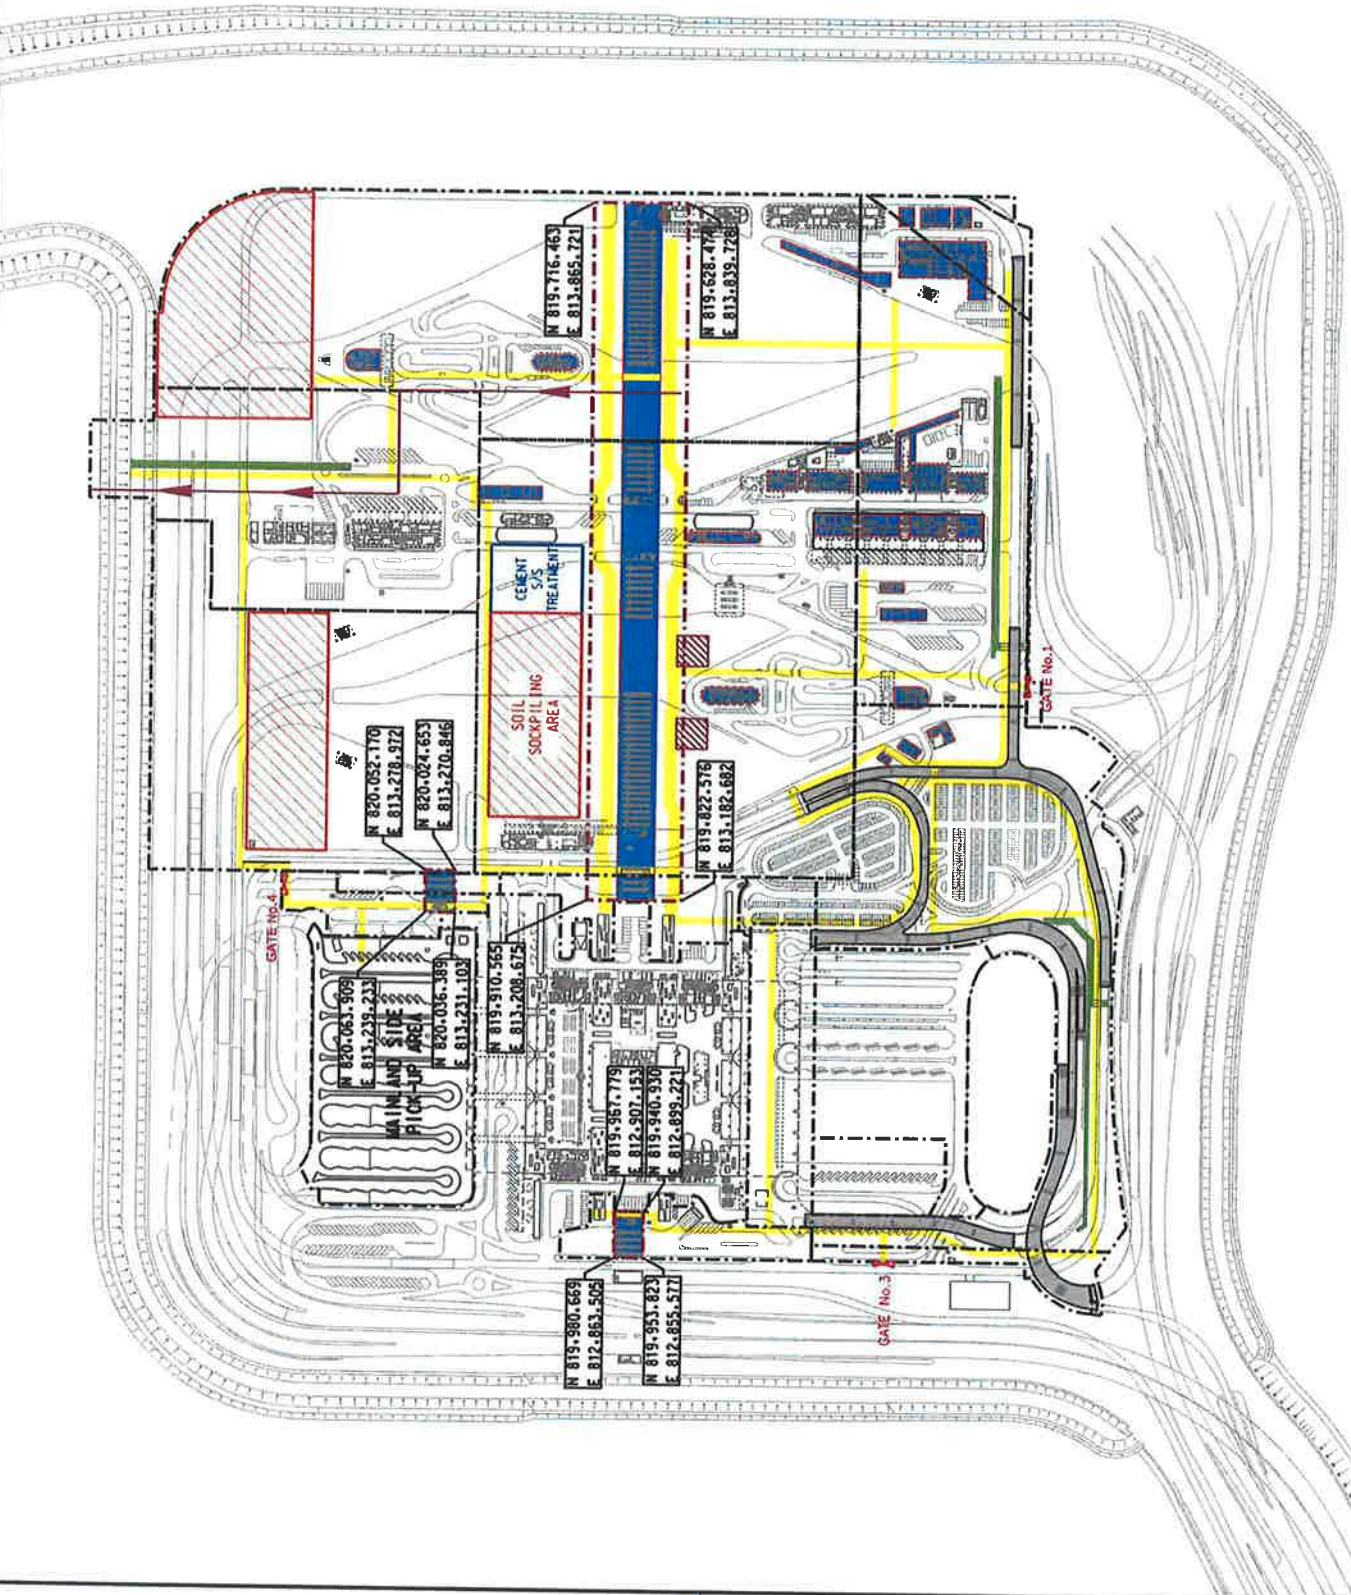 N 819+716.463
E 813+865.721
N 819+628.474
E 813+839.728
CEMENT
S/S
TREATMENT
SOIL
SOCKPILING
AREA
GATE No.1
N 820+052.170
E 813+278.972
N 820+024.653
E 813+270.846
N 819+822.576
E 813+182.682
GATE No.4
N 820+063.909
E 813+239.233
N 820+036.389
E 813+231.103
N 819+910.565
E 813+208.675
MAINLAND SIDE
PICK-UP AREA
N 819+967.779
E 812+907.153
N 819+940.930
E 812+899.221
GATE No.3
N 819+980.669
E 812+863.505
N 819+953.823
E 812+855.577